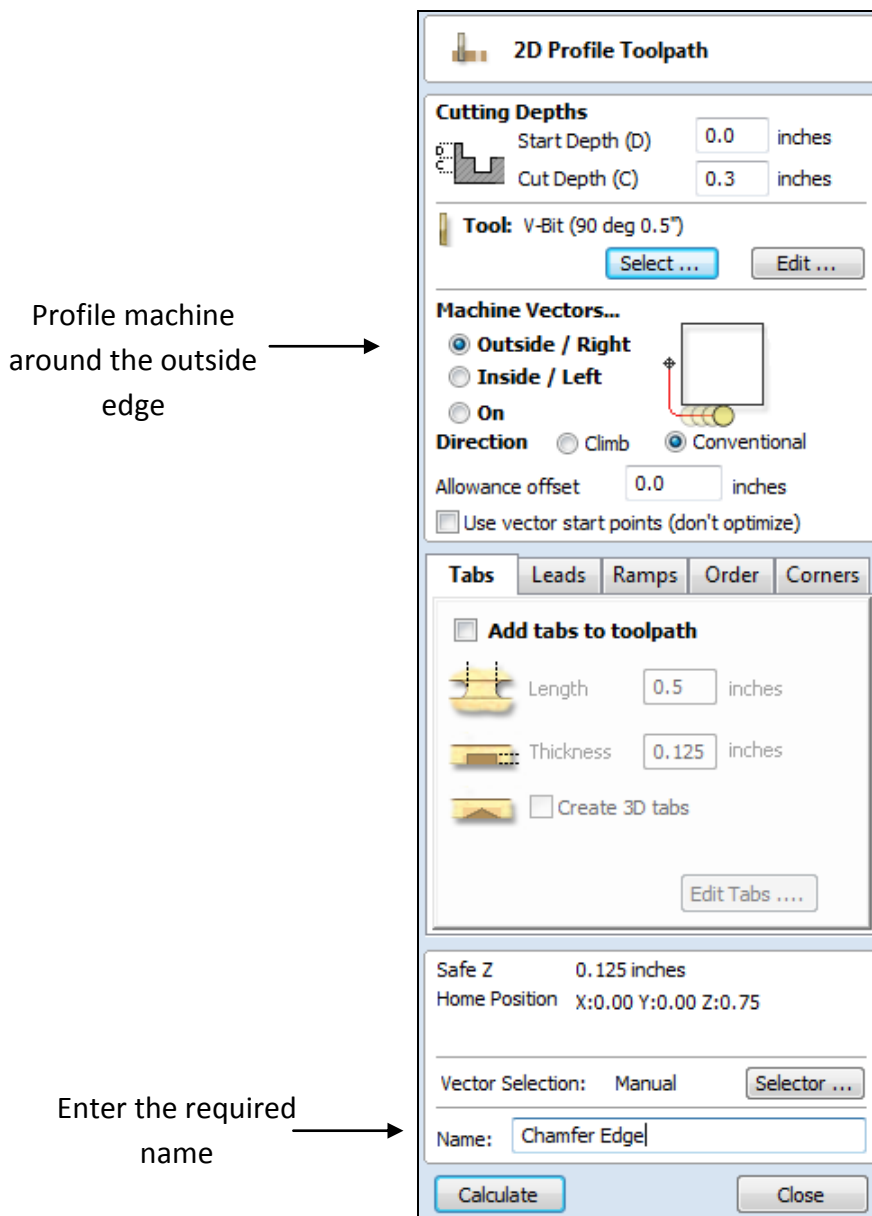 2D Profile Toolpath
Cutting Depths
D
C
Start Depth (D) 0.0 inches
Cut Depth (C) 0.3 inches
Tool: V-Bit (90 deg 0.5")
Select ... Edit ...
Profile machine
around the outside
edge
Machine Vectors...
Outside / Right
Inside / Left
On
Direction Climb Conventional
Allowance offset 0.0 inches
Use vector start points (don't optimize)
Tabs Leads Ramps Order Corners
Add tabs to toolpath
Length 0.5 inches
Thickness 0.125 inches
Create 3D tabs
Edit Tabs ....
Safe Z 0.125 inches
Home Position X:0.00 Y:0.00 Z:0.75
Vector Selection: Manual Selector ...
Enter the required
name
Name: Chamfer Edge
Calculate Close